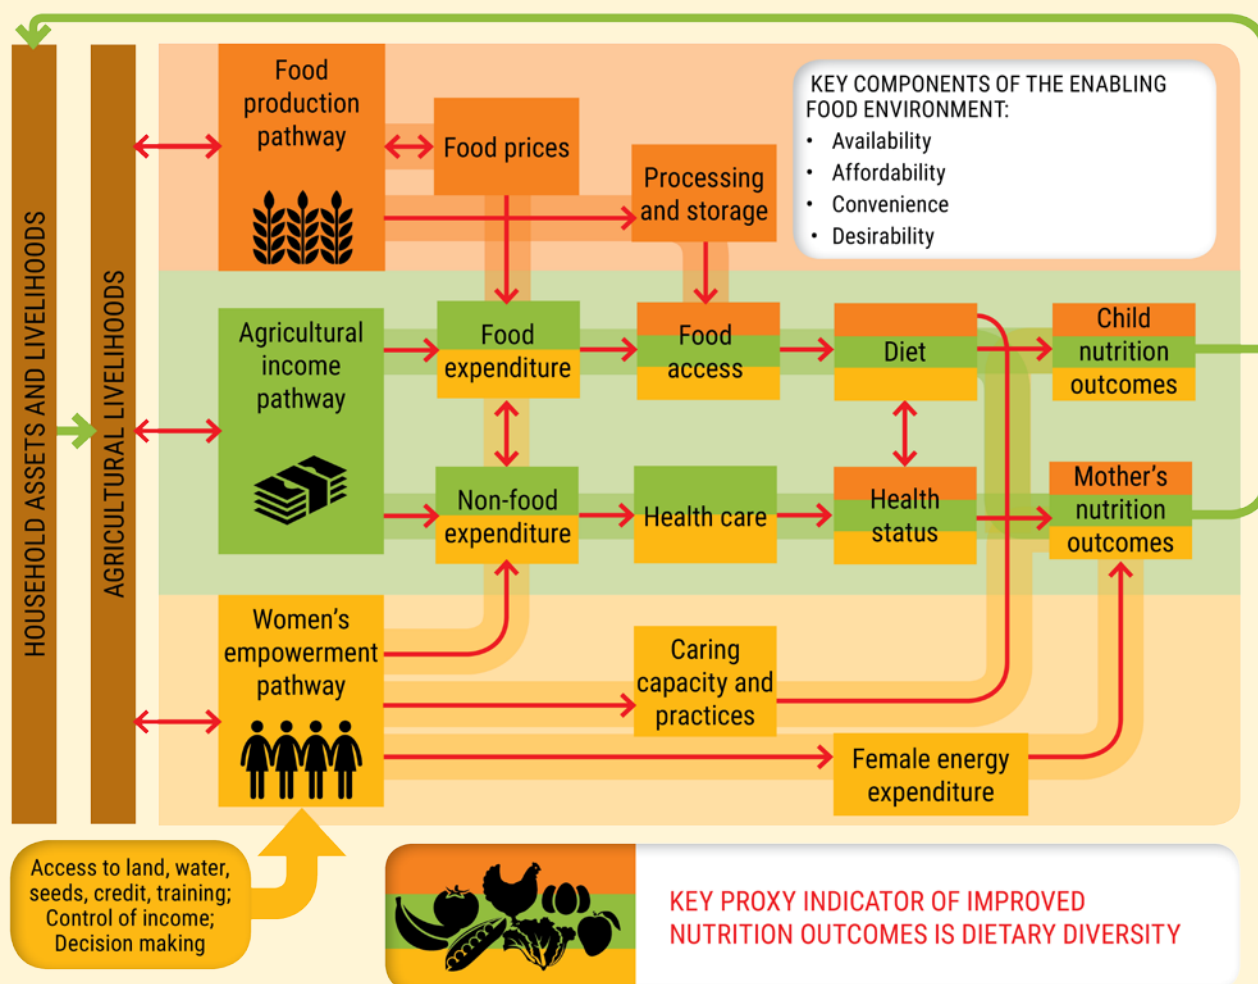 HOUSEHOLD ASSETS AND LIVELIHOODS
AGRICULTURAL LIVELIHOODS
Food
production
pathway
Food prices
Processing
and storage
KEY COMPONENTS OF THE ENABLING
FOOD ENVIRONMENT:
• Availability
• Affordability
• Convenience
• Desirability
Agricultural
income
pathway
Food
expenditure
Food
access
Diet
Child
nutrition
outcomes
Non-food
expenditure
Health care
Health
status
Mother's
nutrition
outcomes
Women's
empowerment
pathway
Caring
capacity and
practices
Female energy
expenditure
Access to land, water,
seeds, credit, training;
Control of income;
Decision making
KEY PROXY INDICATOR OF IMPROVED
NUTRITION OUTCOMES IS DIETARY DIVERSITY